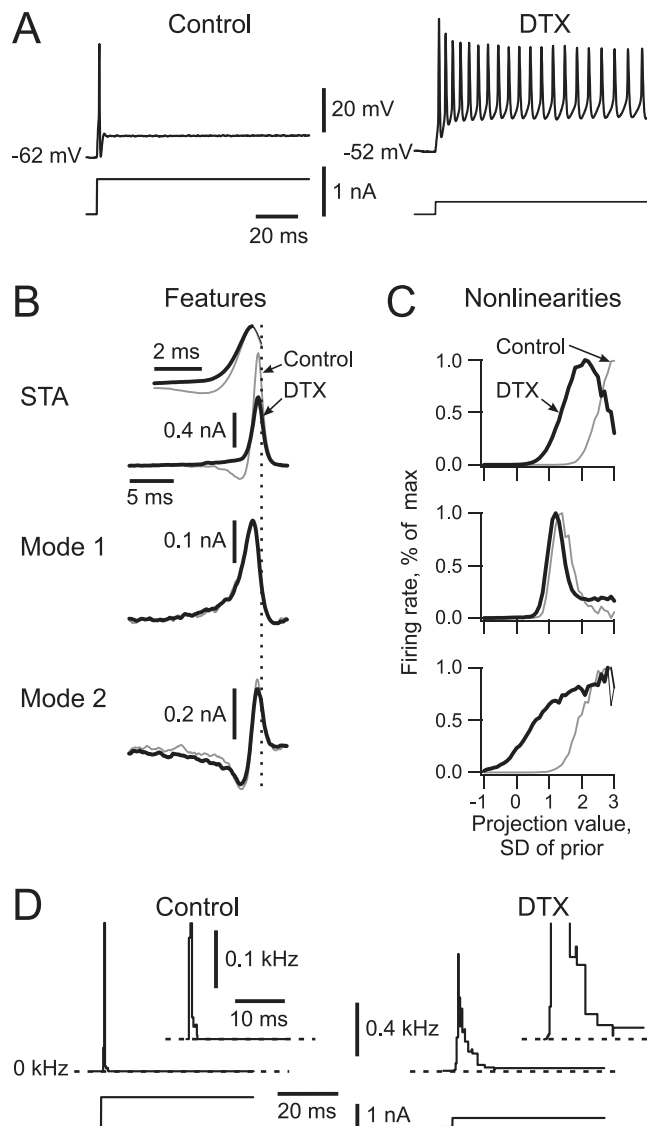 A
Control
DTX
20 mV
-62 mV
-52 mV
1 nA
20 ms
B
Features
2 ms
Control
DTX
STA
0.4 nA
5 ms
Mode 1
0.1 nA
Mode 2
0.2 nA
C
Nonlinearities
Control
DTX
1.0
0.5
0.0
1.0
0.5
0.0
1.0
0.5
0.0
Firing rate, % of max
-1 0 1 2 3
Projection value,
SD of prior
D
Control
DTX
0.1 kHz
10 ms
0.4 kHz
0 kHz
20 ms
1 nA